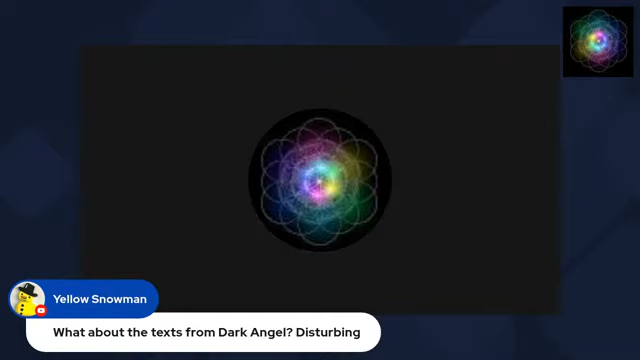 Yellow Snowman
What about the texts from Dark Angel? Disturbing